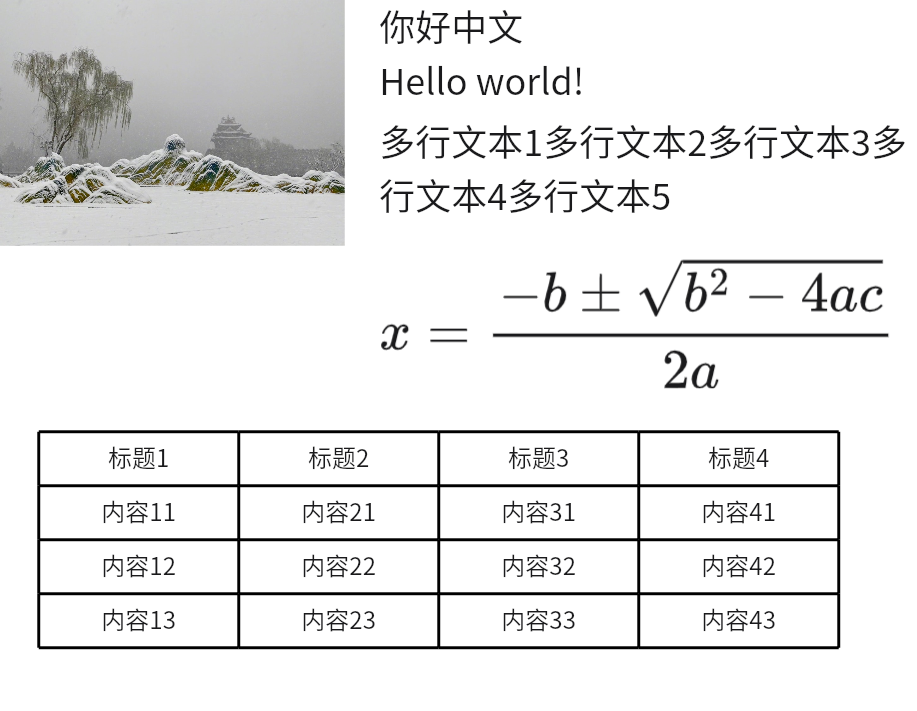 你好中文
Hello world!
多行文本1多行文本2多行文本3多
行文本4多行文本5
x = \frac{-b \pm \sqrt{b^2 - 4ac}}{2a}
标题1 标题2 标题3 标题4
内容11 内容21 内容31 内容41
内容12 内容22 内容32 内容42
内容13 内容23 内容33 内容43